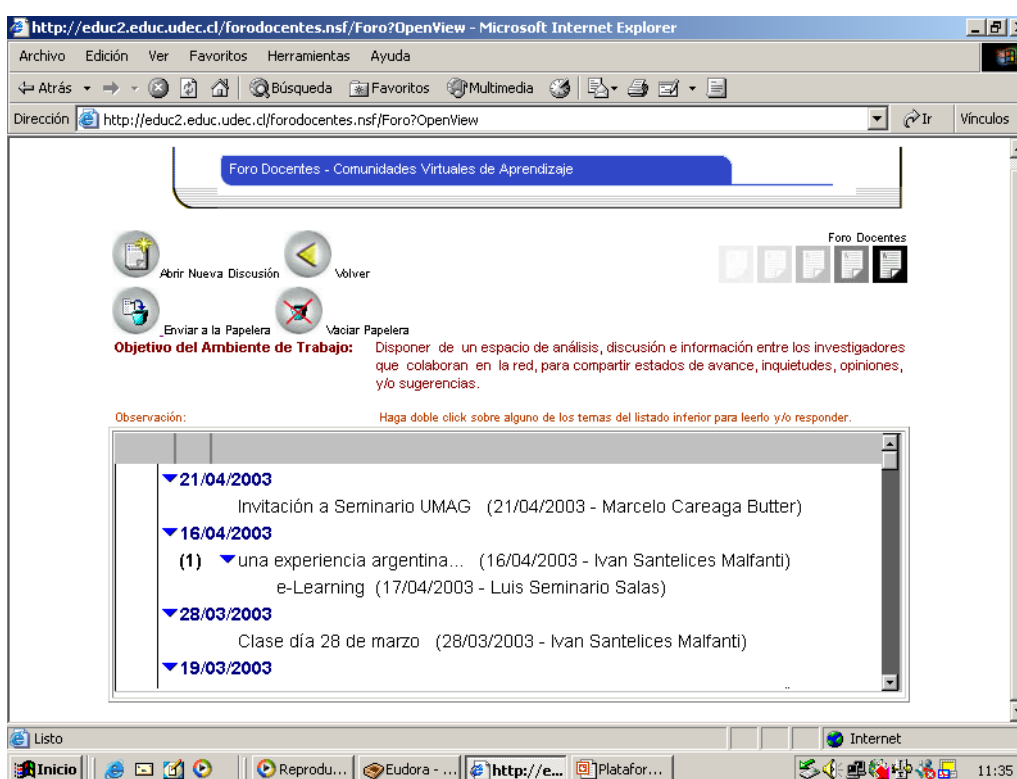 http://educ2.educ.udec.cl/forodocentes.nsf/Foro?OpenView - Microsoft Internet Explorer
Archivo Edición Ver Favoritos Herramientas Ayuda
Atrás Búsqueda Favoritos Multimedia
Dirección http://educ2.educ.udec.cl/forodocentes.nsf/Foro?OpenView Ir Vínculos
Foro Docentes - Comunidades Virtuales de Aprendizaje
Foro Docentes
Abrir Nueva Discusión Volver
Enviar a la Papelera Vaciar Papelera
Objetivo del Ambiente de Trabajo: Disponer de un espacio de análisis, discusión e información entre los investigadores
que colaboran en la red, para compartir estados de avance, inquietudes, opiniones,
y/o sugerencias.
Observación: Haga doble click sobre alguno de los temas del listado inferior para leerlo y/o responder.
21/04/2003
Invitación a Seminario UMAG (21/04/2003 - Marcelo Careaga Butter)
16/04/2003
(1) una experiencia argentina... (16/04/2003 - Ivan Santelices Malfanti)
e-Learning (17/04/2003 - Luis Seminario Salas)
28/03/2003
Clase día 28 de marzo (28/03/2003 - Ivan Santelices Malfanti)
19/03/2003
Listo Internet
Inicio Reprodu... Eudora - ... http://e... Platafor... 11:35